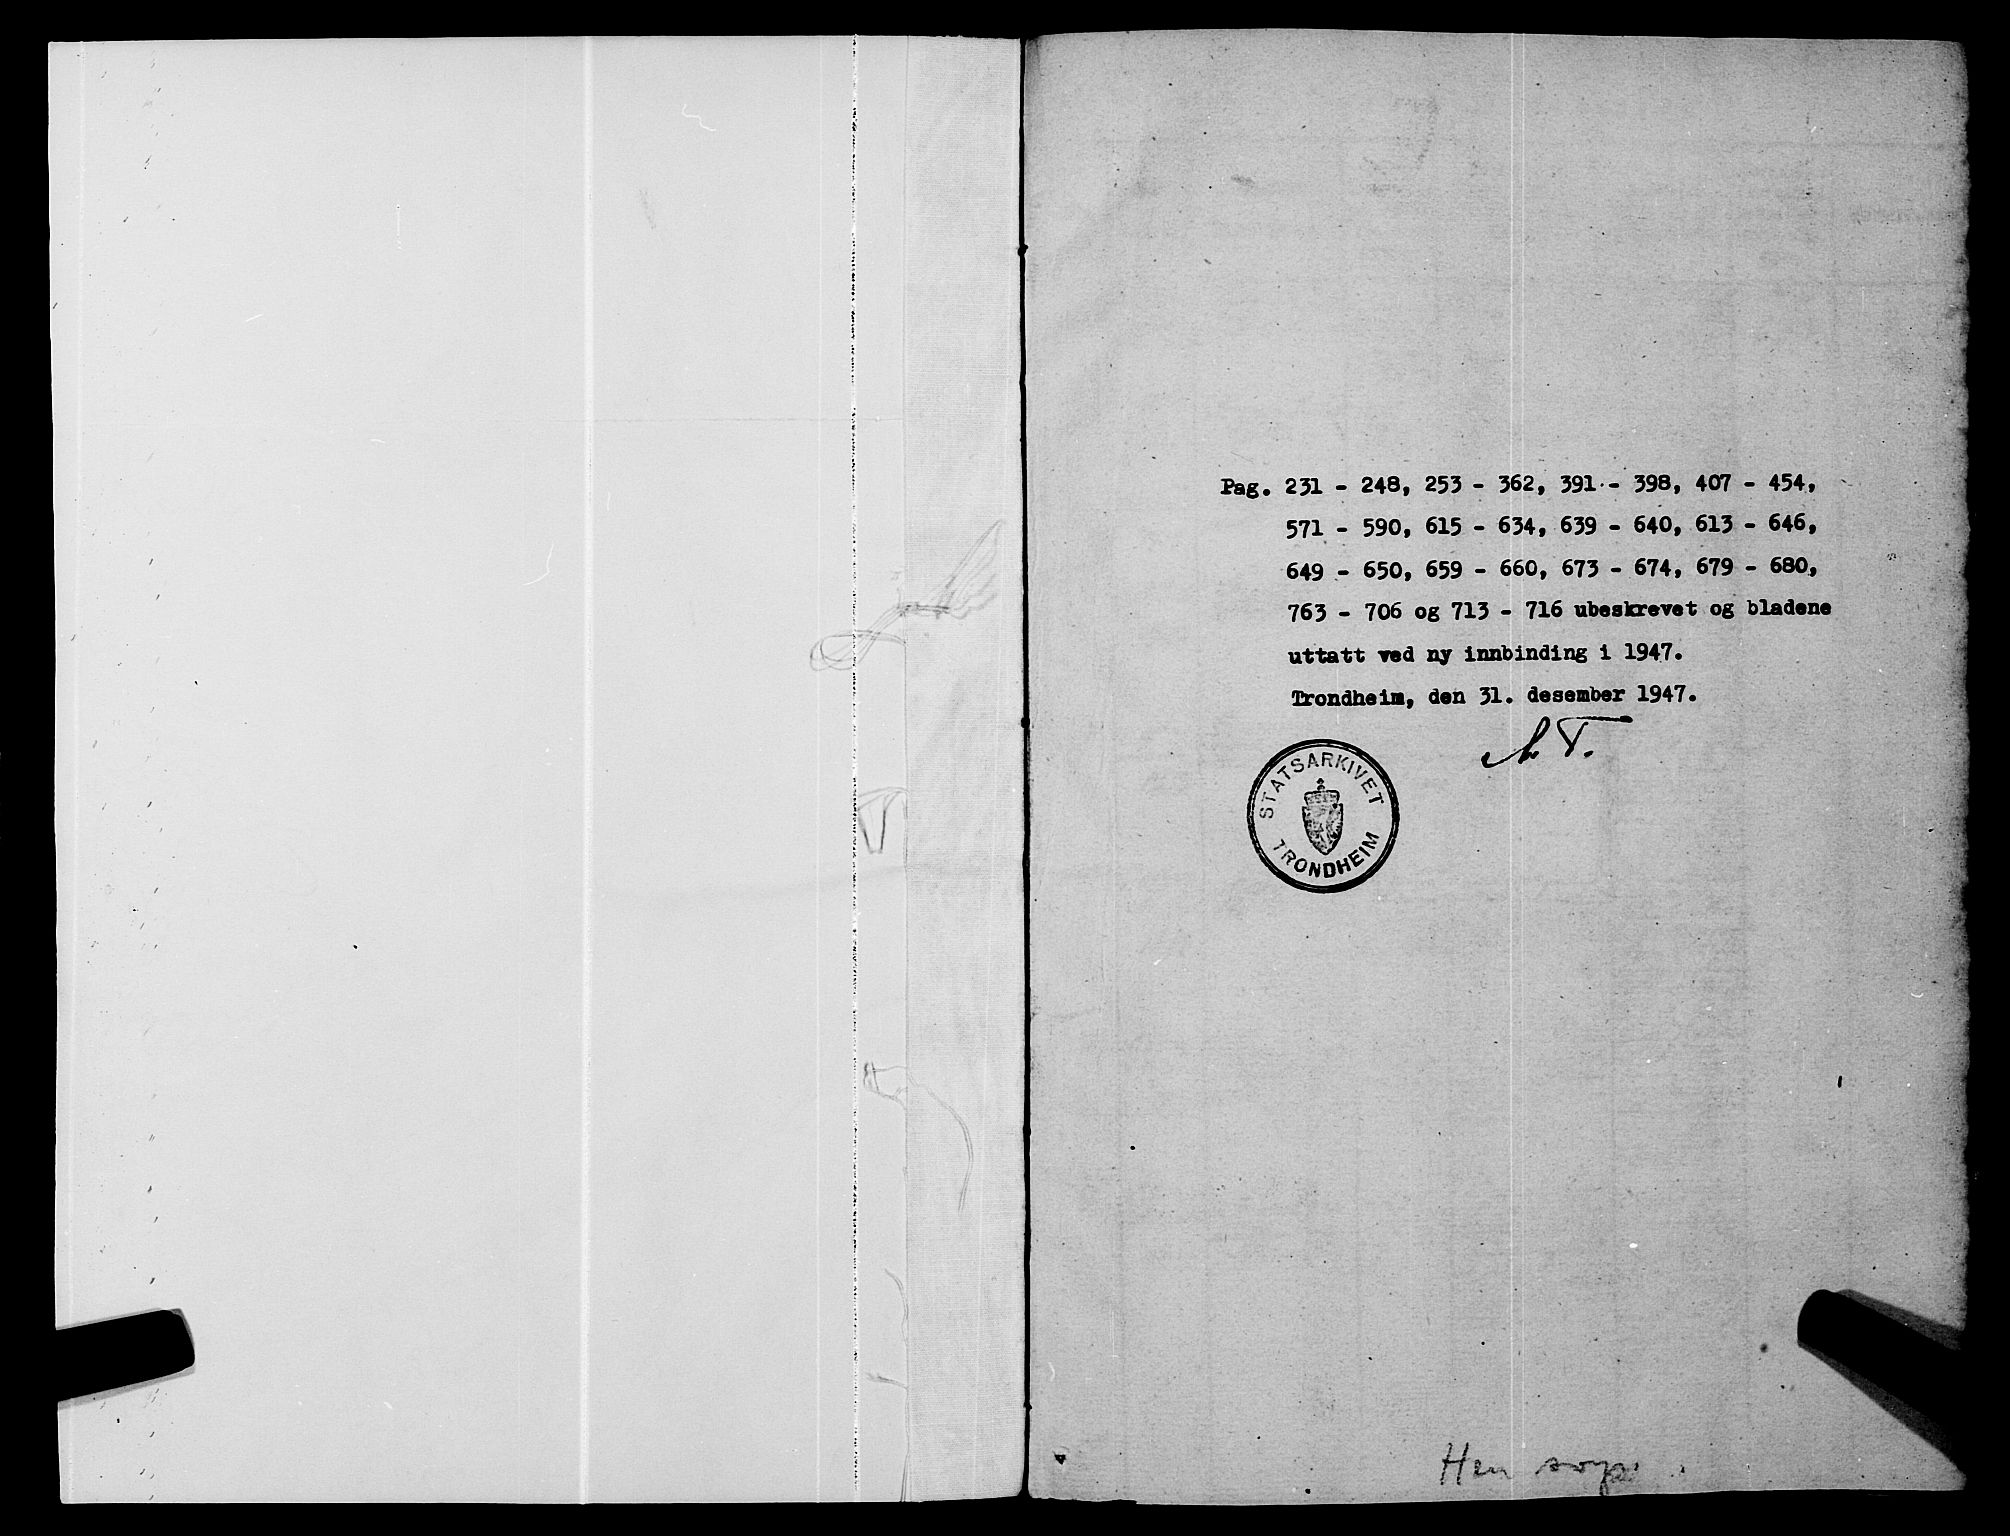 Pag. 231 - 248, 253 - 362, 391 - 398, 407 - 454,
571 - 590, 615 - 634, 639 - 640, 613 - 646,
649 - 650, 659 - 660, 673 - 674, 679 - 680,
763 - 706 og 713 - 716 ubeskrevet og bladene
uttatt ved ny innbinding i 1947.
Trondheim, den 31. desember 1947.
STATSARKIVET
TRONDHEIM